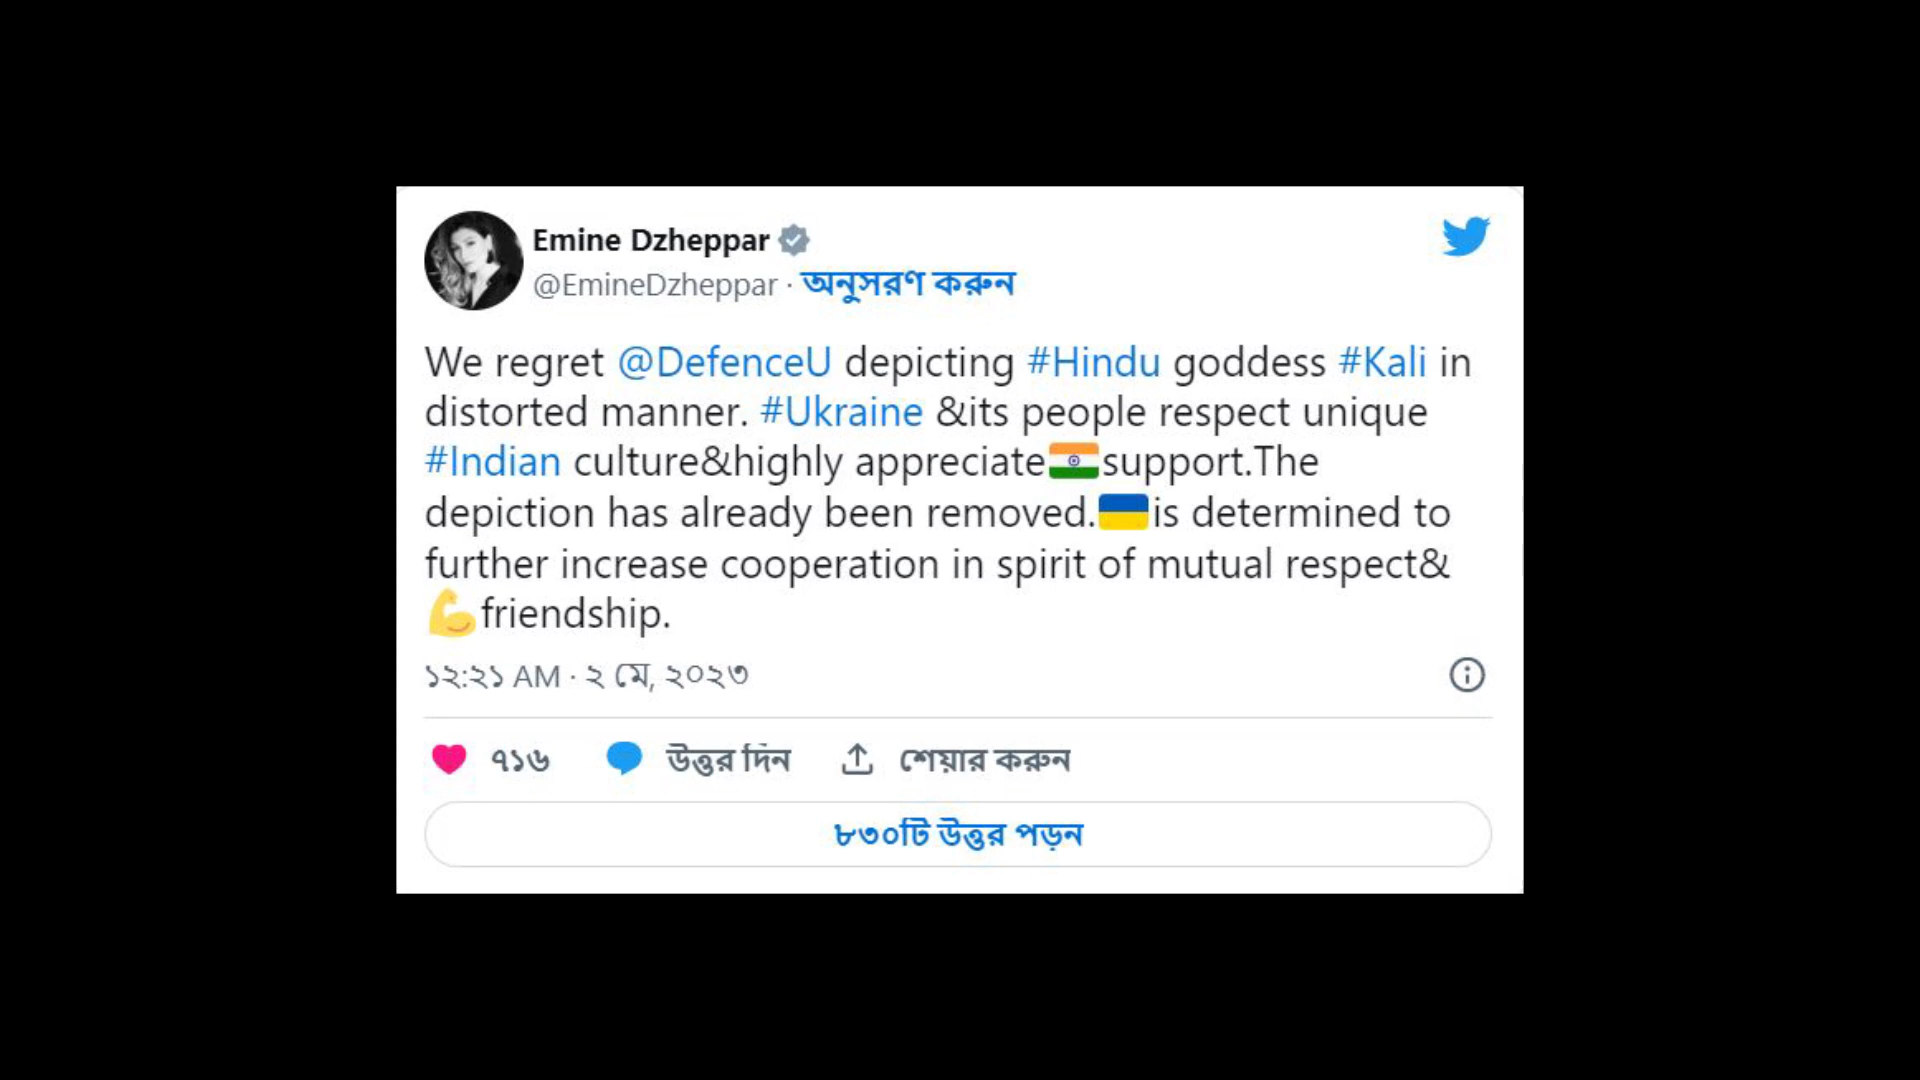 Emine Dzheppar
@EmineDzheppar · অনুসরণ করুন
We regret @DefenceU depicting #Hindu goddess #Kali in
distorted manner. #Ukraine &its people respect unique
#Indian culture&highly appreciate🇮🇳support.The
depiction has already been removed.🇺🇦is determined to
further increase cooperation in spirit of mutual respect&
💪friendship.
১২:২১ AM · ২ মে, ২০২৩
৭১৬ উত্তর দিন শেয়ার করুন
৮৩০টি উত্তর পড়ন